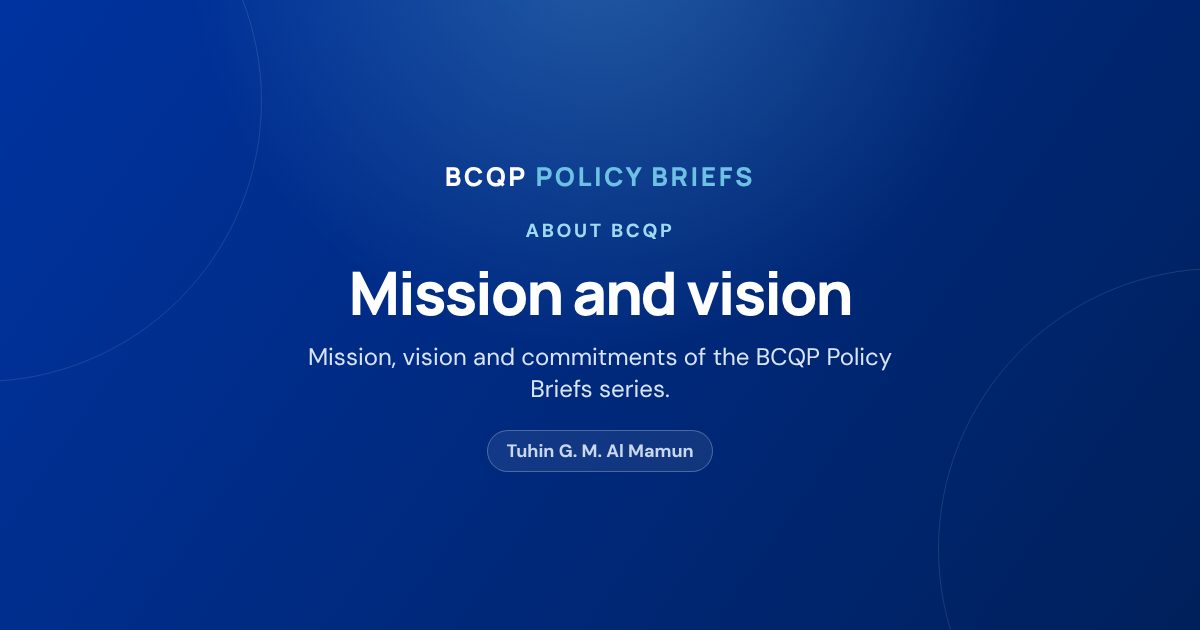 BCQP POLICY BRIEFS
ABOUT BCQP
Mission and vision
Mission, vision and commitments of the BCQP Policy
Briefs series.
Tuhin G. M. Al Mamun